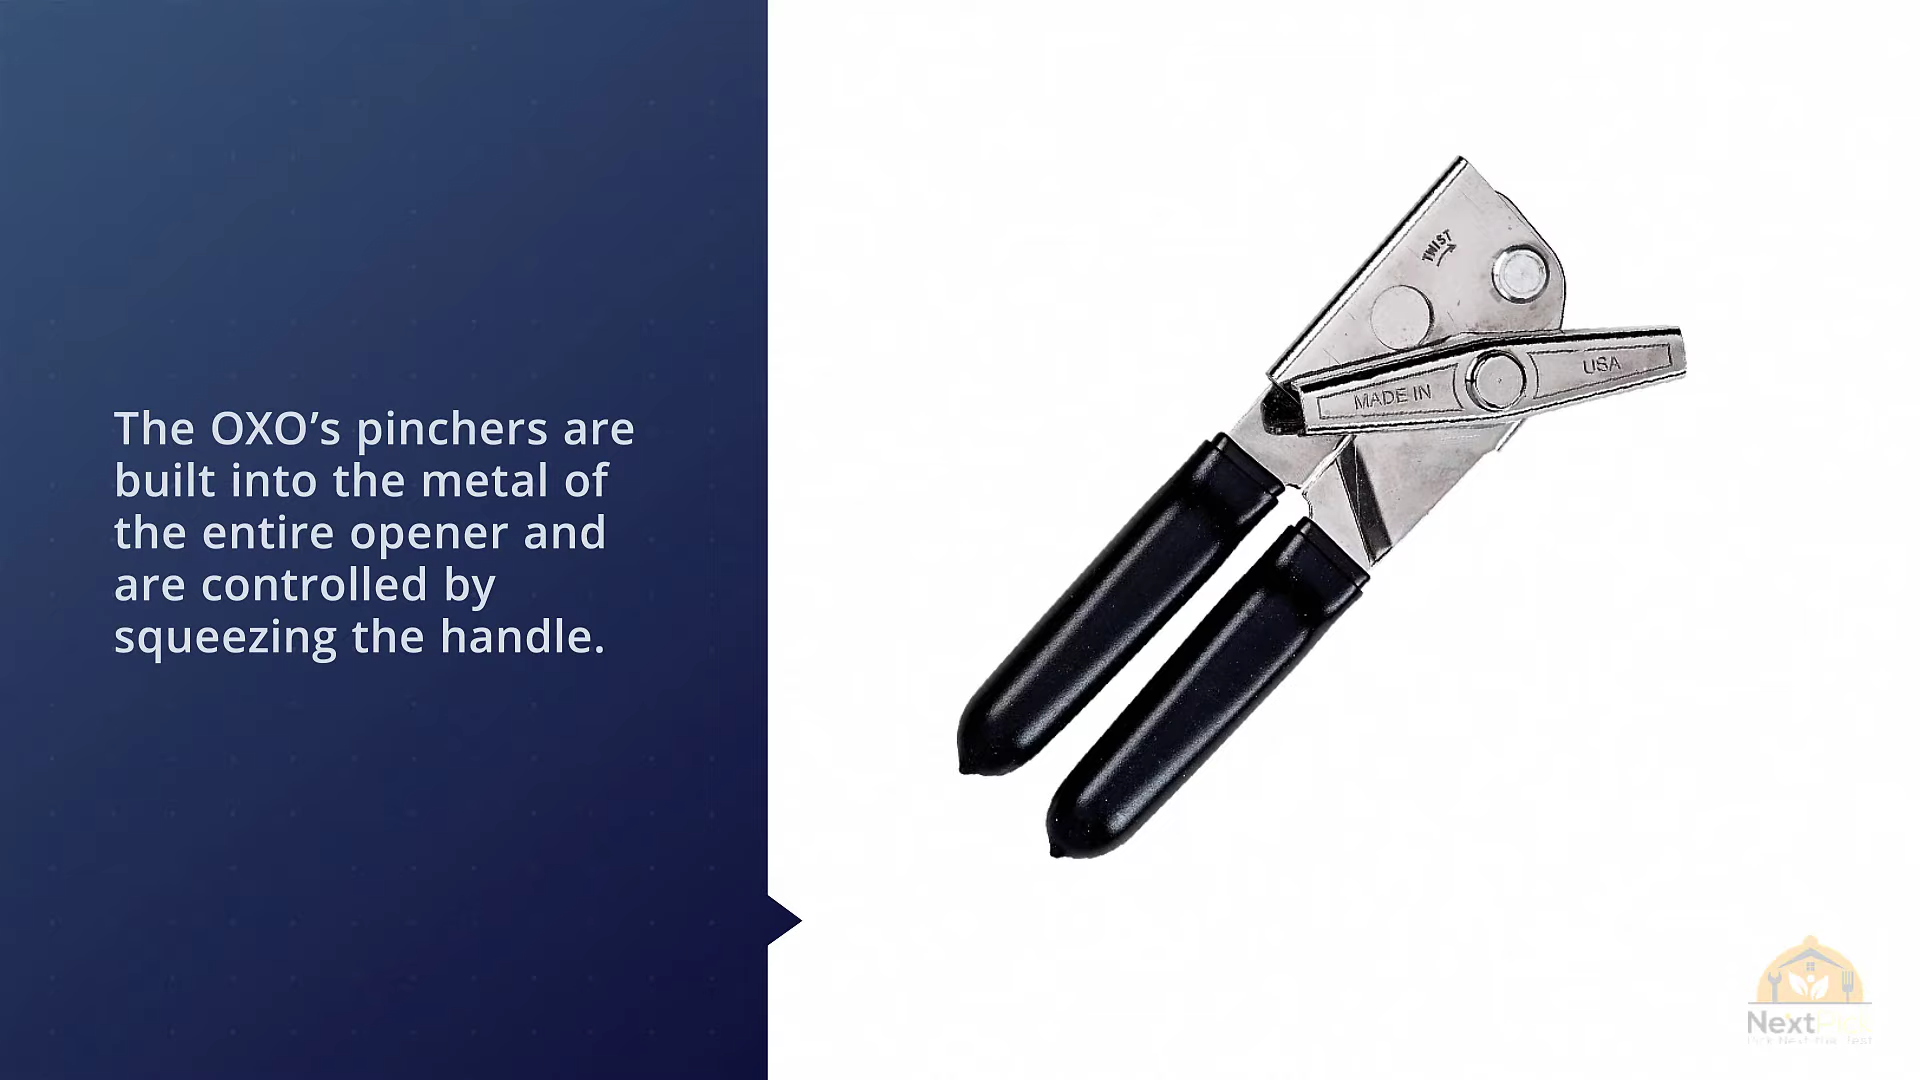 The OXO’s pinchers are
built into the metal of
the entire opener and
are controlled by
squeezing the handle.
TWIST
MADE IN USA
Next